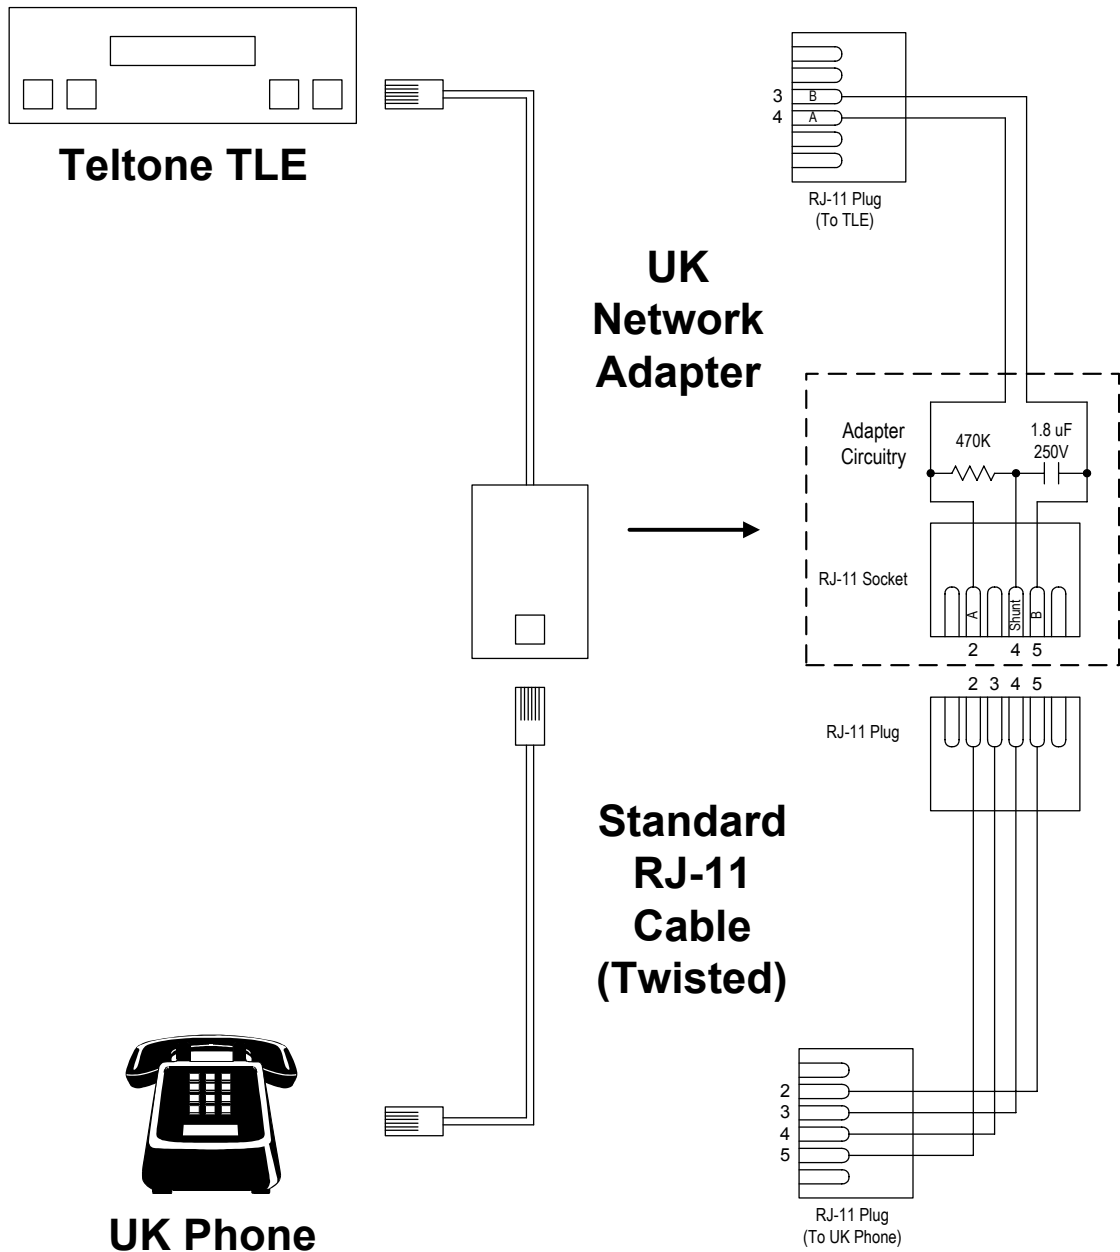 Teltone TLE
3
B
4
A
RJ-11 Plug
(To TLE)
UK
Network
Adapter
Adapter
Circuitry
470K
1.8 uF
250V
RJ-11 Socket
A
Shunt
B
2 4 5
2 3 4 5
RJ-11 Plug
Standard
RJ-11
Cable
(Twisted)
2
3
4
5
RJ-11 Plug
(To UK Phone)
UK Phone